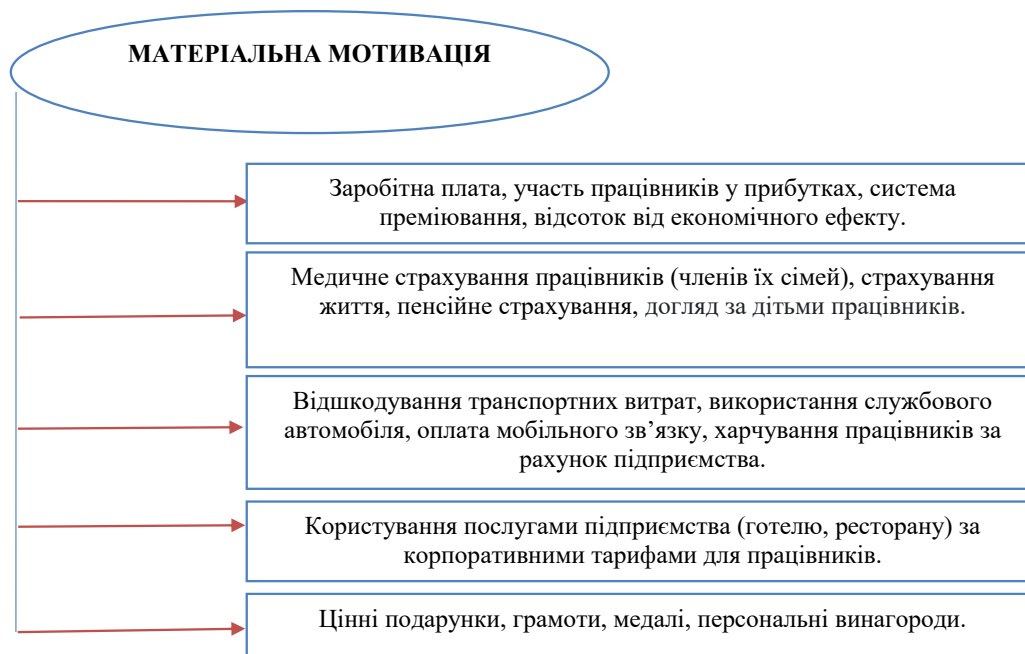 МАТЕРІАЛЬНА МОТИВАЦІЯ
Заробітна плата, участь працівників у прибутках, система
преміювання, відсоток від економічного ефекту.
Медичне страхування працівників (членів їх сімей), страхування
життя, пенсійне страхування, догляд за дітьми працівників.
Відшкодування транспортних витрат, використання службового
автомобіля, оплата мобільного зв’язку, харчування працівників за
рахунок підприємства.
Користування послугами підприємства (готелю, ресторану) за
корпоративними тарифами для працівників.
Цінні подарунки, грамоти, медалі, персональні винагороди.